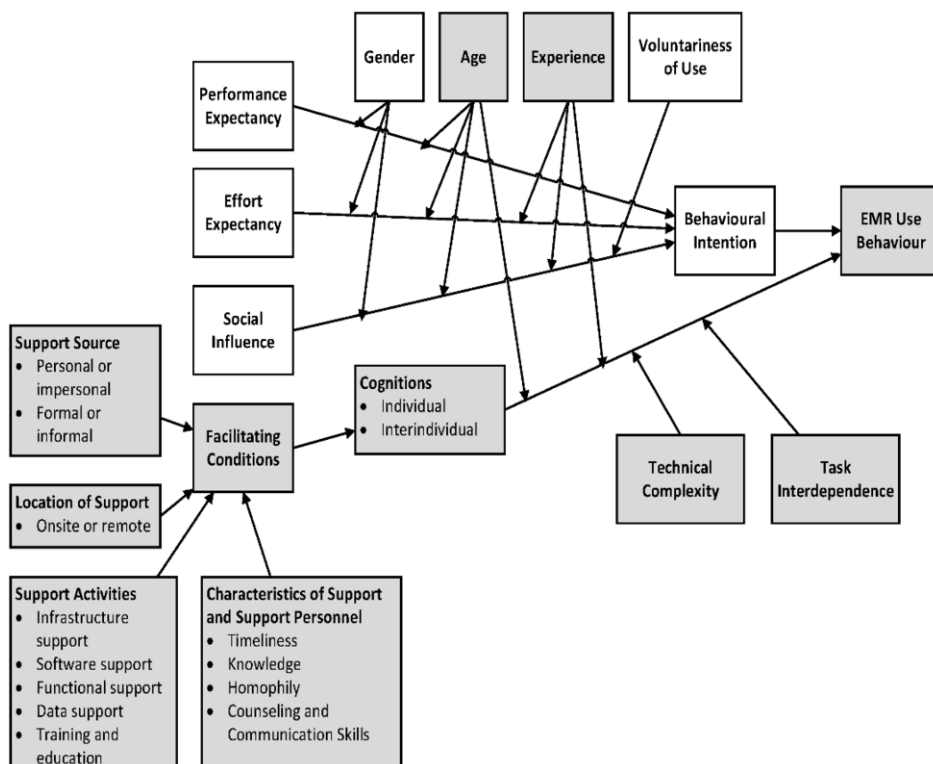 Gender
Age
Experience
Voluntariness
of Use
Performance
Expectancy
Effort
Expectancy
Behavioural
Intention
EMR Use
Behaviour
Social
Influence
Support Source
• Personal or
impersonal
• Formal or
informal
Facilitating
Conditions
Cognitions
• Individual
• Interindividual
Technical
Complexity
Task
Interdependence
Location of Support
• Onsite or remote
Support Activities
• Infrastructure
support
• Software support
• Functional support
• Data support
• Training and
education
Characteristics of Support
and Support Personnel
• Timeliness
• Knowledge
• Homophily
• Counseling and
Communication Skills